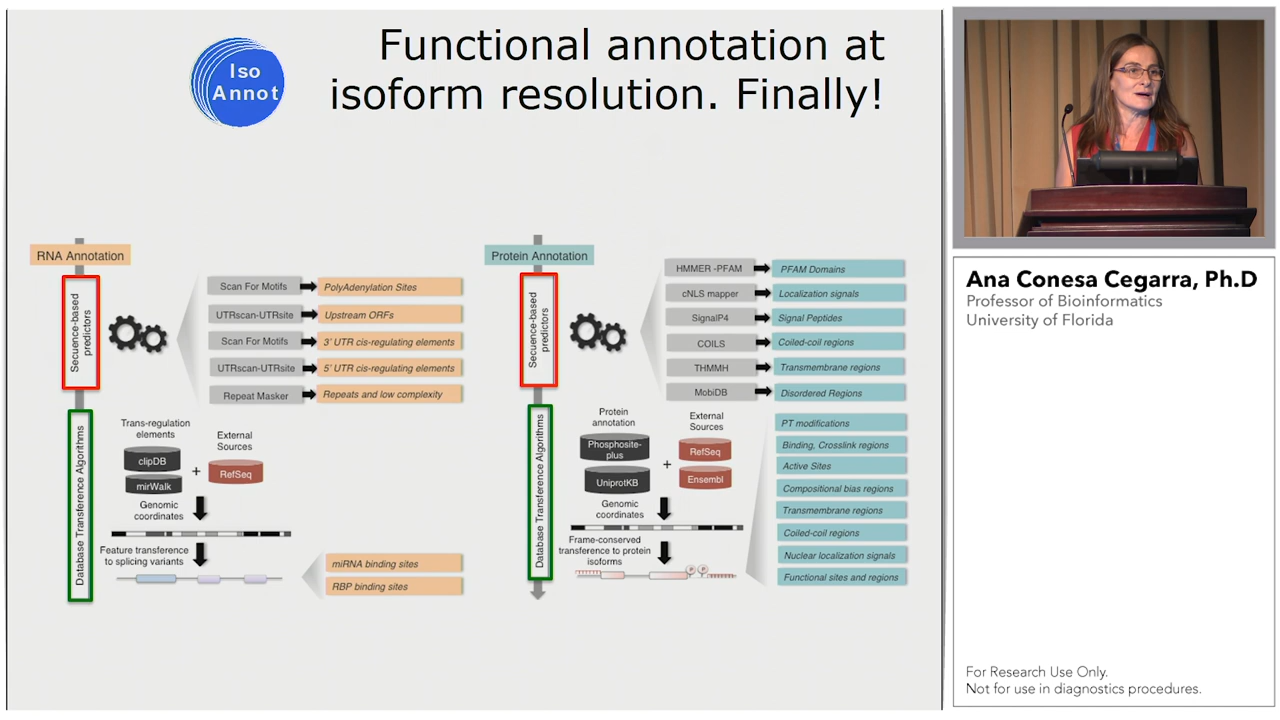 Iso
Annot
Functional annotation at
isoform resolution. Finally!
RNA Annotation
Secuence-based
predictors
Scan For Motifs
PolyAdenylation Sites
UTRscan-UTRsite
Upstream ORFs
Scan For Motifs
3' UTR cis-regulating elements
UTRscan-UTRsite
5' UTR cis-regulating elements
Repeat Masker
Repeats and low complexity
Database Transference Algorithms
Trans-regulation
elements
clipDB
mirWalk
+
External
Sources
RefSeq
Genomic
coordinates
Feature transference
to splicing variants
miRNA binding sites
RBP binding sites
Protein Annotation
Secuence-based
predictors
HMMER -PFAM
PFAM Domains
cNLS mapper
Localization signals
SignalP4
Signal Peptides
COILS
Coiled-coil regions
THMMH
Transmembrane regions
MobiDB
Disordered Regions
Database Transference Algorithms
Protein
annotation
Phosphosite-
plus
UniprotKB
+
External
Sources
RefSeq
Ensembl
Genomic
coordinates
Frame-conserved
transference to protein
isoforms
P P
PT modifications
Binding, Crosslink regions
Active Sites
Compositional bias regions
Transmembrane regions
Coiled-coil regions
Nuclear localization signals
Functional sites and regions
Ana Conesa Cegarra, Ph.D
Professor of Bioinformatics
University of Florida
For Research Use Only.
Not for use in diagnostics procedures.